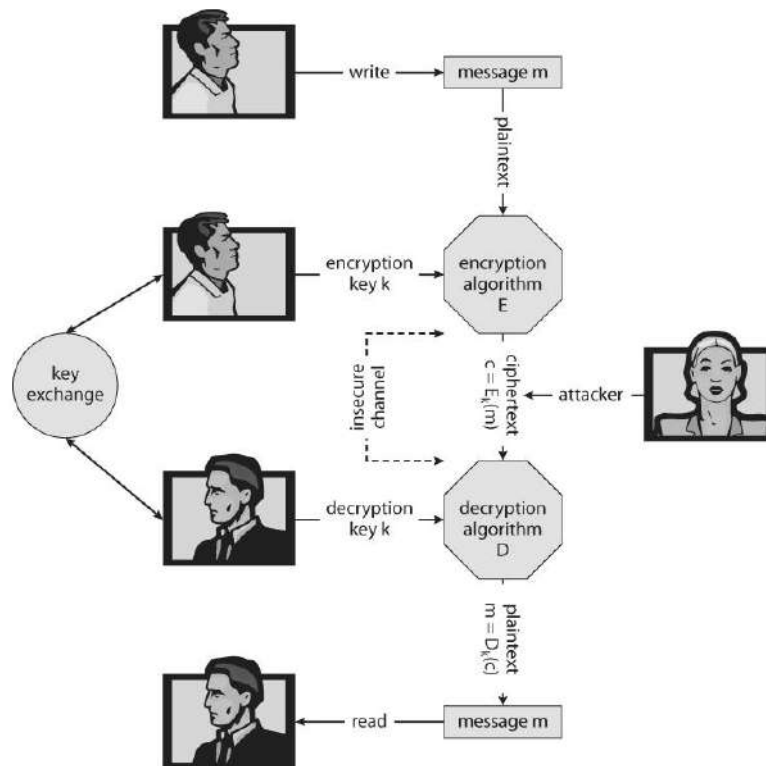 write
message m
plaintext
encryption
key k
encryption
algorithm
E
key
exchange
insecure
channel
ciphertext
c = Eₖ(m)
attacker
decryption
key k
decryption
algorithm
D
plaintext
m = Dₖ(c)
read
message m